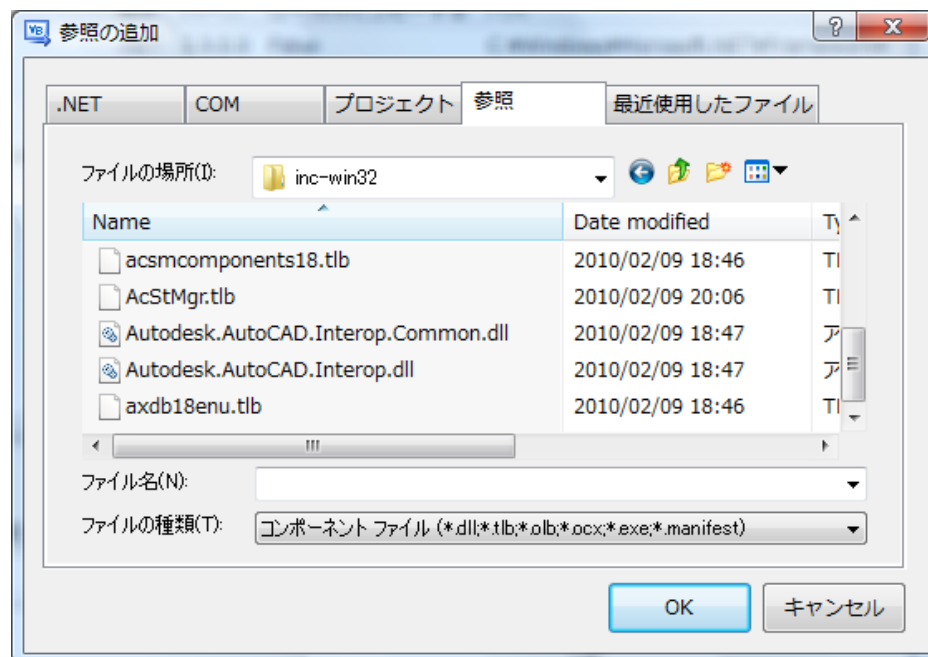 参照の追加
.NET COM プロジェクト 参照 最近使用したファイル
ファイルの場所(I): inc-win32
Name Date modified
acsmcomponents18.tlb 2010/02/09 18:46
AcStMgr.tlb 2010/02/09 20:06
Autodesk.AutoCAD.Interop.Common.dll 2010/02/09 18:47
Autodesk.AutoCAD.Interop.dll 2010/02/09 18:47
axdb18enu.tlb 2010/02/09 18:46
ファイル名(N):
ファイルの種類(T): コンポーネント ファイル (*.dll;*.tlb;*.olb;*.ocx;*.exe;*.manifest)
OK キャンセル